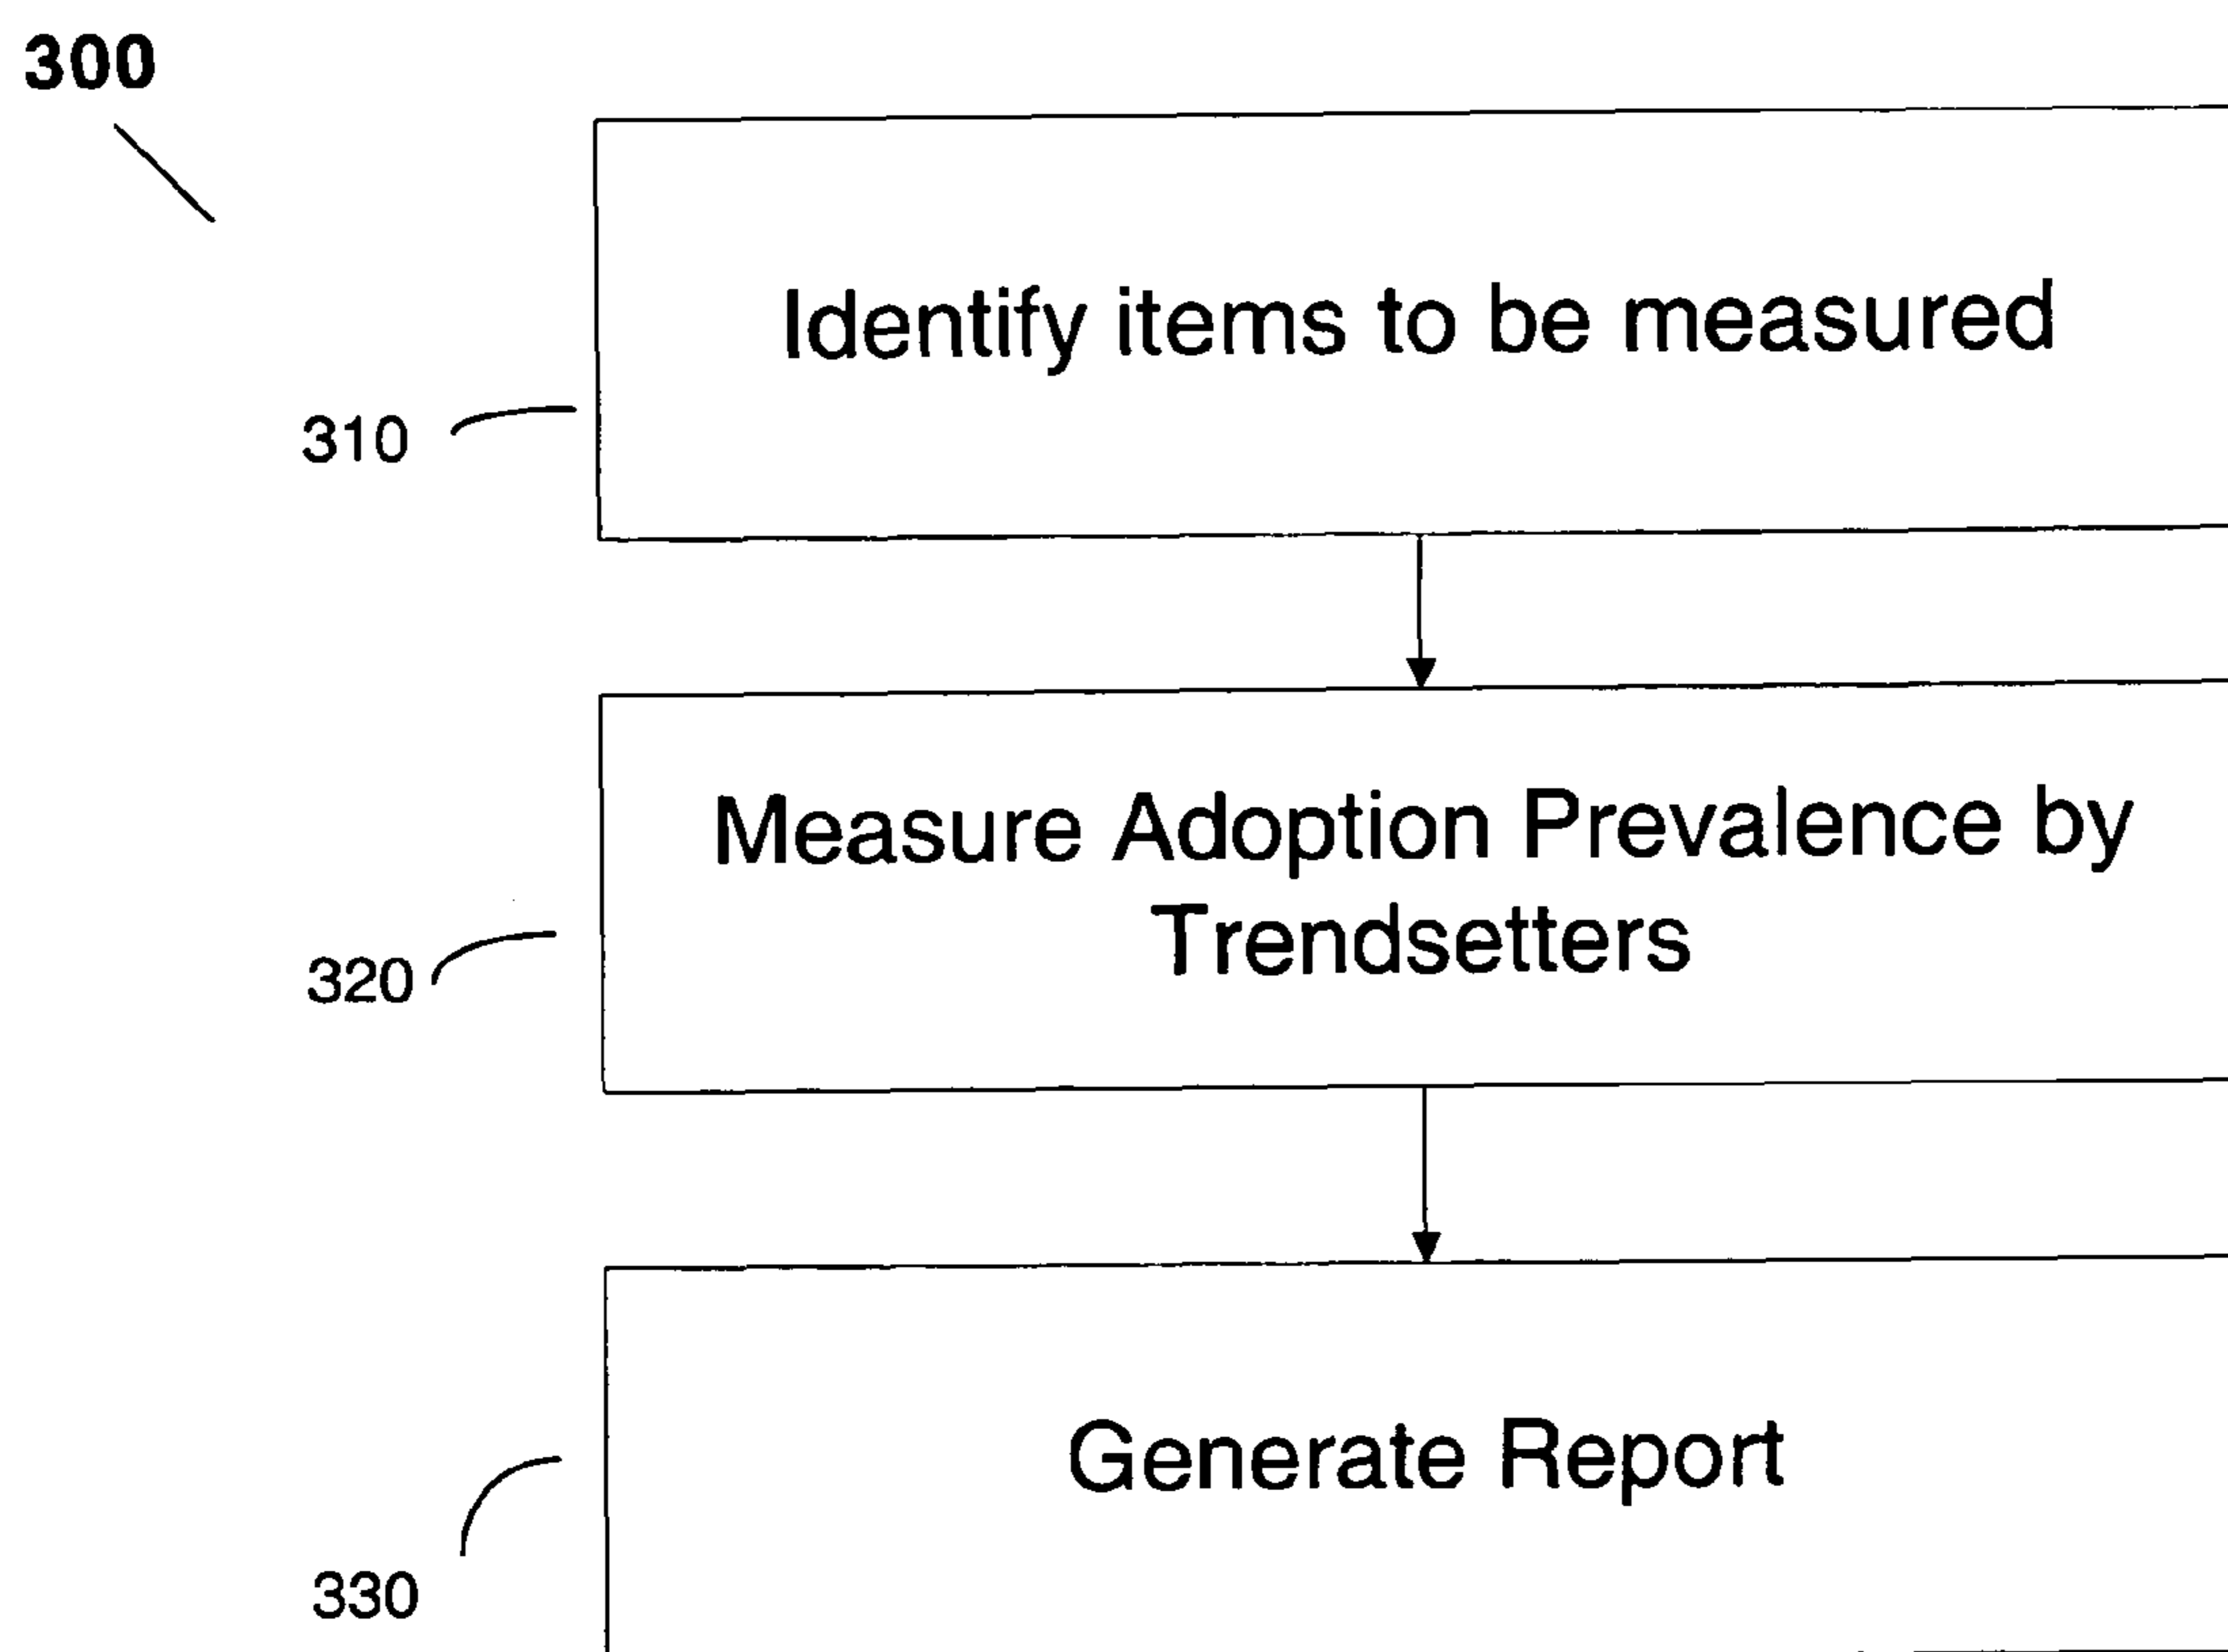 300
Identify items to be measured
310
Measure Adoption Prevalence by
Trendsetters
320
Generate Report
330